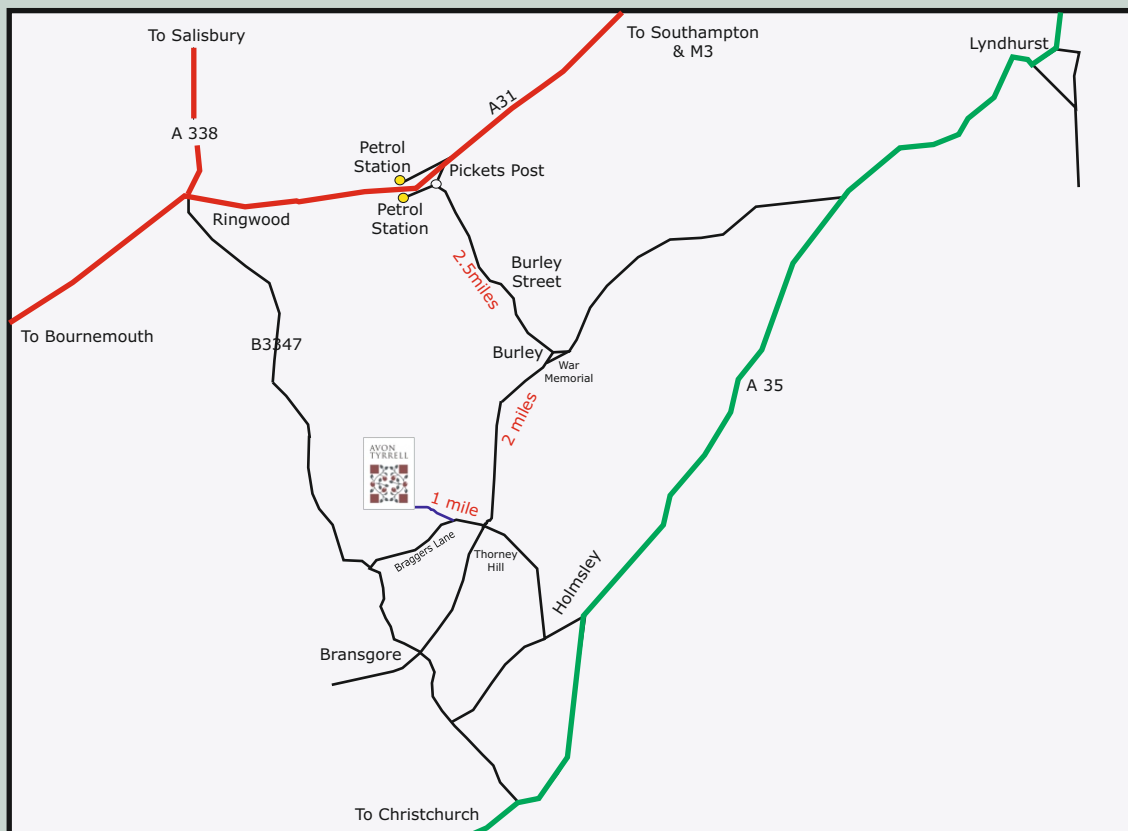 To Salisbury
To Southampton
& M3
Lyndhurst
A31
A 338
Petrol
Station
Pickets Post
Petrol
Station
Ringwood
2.5miles
Burley
Street
To Bournemouth
B3347
Burley
War
Memorial
A 35
2 miles
AVON
TYRRELL
1 mile
Braggers Lane
Thorney
Hill
Holmsley
Bransgore
To Christchurch